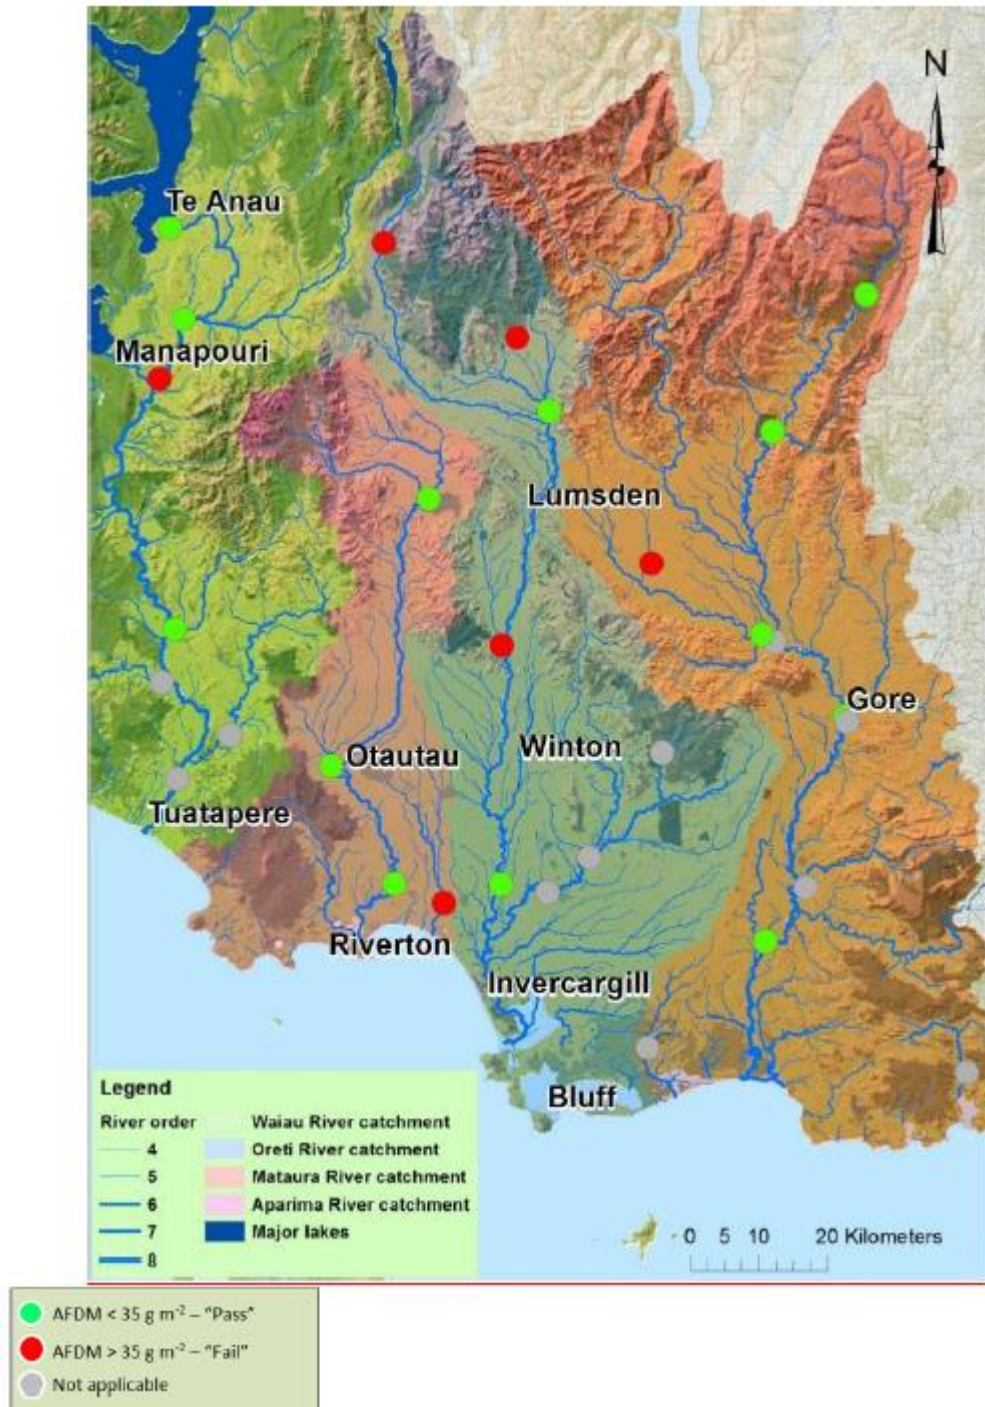 N
Te Anau
Manapouri
Lumsden
Gore
Winton
Otautau
Tuatapere
Riverton
Invercargill
Bluff
Legend
River order
4
5
6
7
8
Waiau River catchment
Oreti River catchment
Mataura River catchment
Aparima River catchment
Major lakes
0 5 10 20 Kilometers
AFDM < 35 g m⁻² – "Pass"
AFDM > 35 g m⁻² – "Fail"
Not applicable